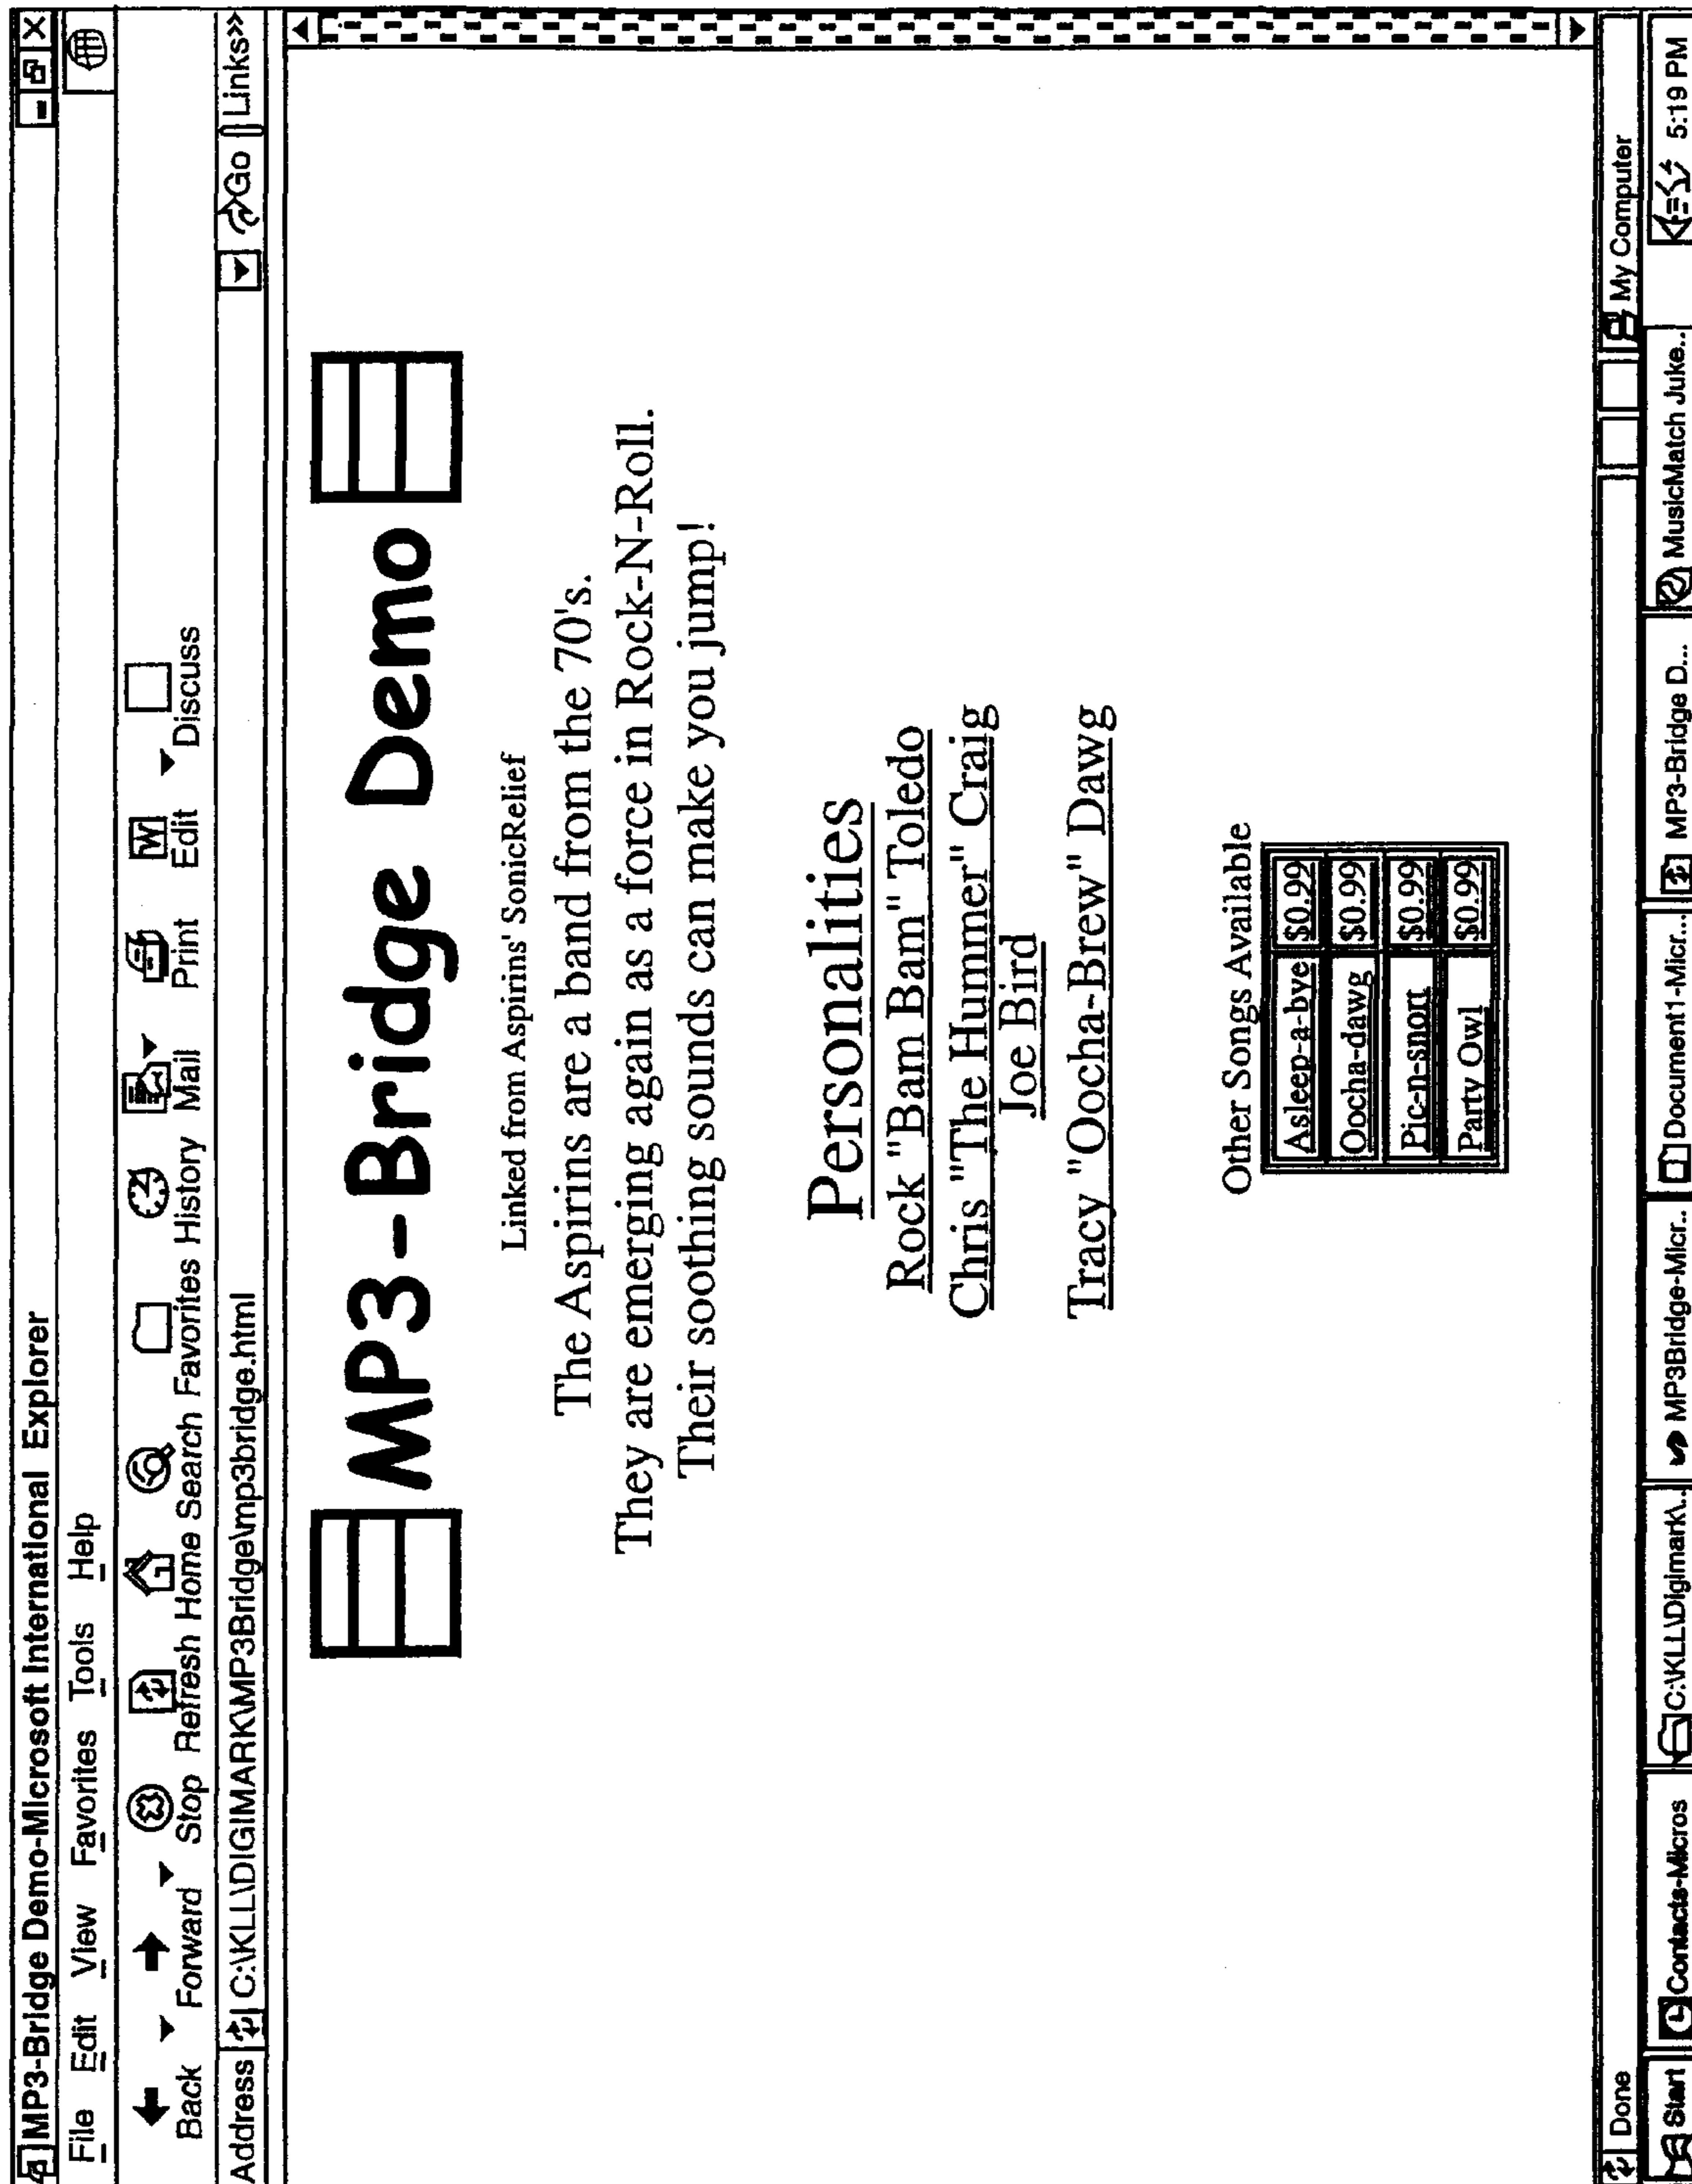 MP3-Bridge Demo-Microsoft International Explorer
File Edit View Favorites Tools Help
Back Forward Stop Refresh Home Search Favorites History Mail Print Edit Discuss
Address C:\KLL\DIGIMARK\MP3Bridge\mp3bridge.html Go Links»
MP3-Bridge Demo
Linked from Aspirins' SonicRelief
The Aspirins are a band from the 70's.
They are emerging again as a force in Rock-N-Roll.
Their soothing sounds can make you jump!
Personalities
Rock "Bam Bam" Toledo
Chris "The Hummer" Craig
Joe Bird
Tracy "Oocha-Brew" Dawg
Other Songs Available
Asleep-a-bye $0.99
Oocha-dawg $0.99
Pic-n-snort $0.99
Party Owl $0.99
Done My Computer
Start Contacts-Micros C:\KLL\Digimark\.. MP3Bridge-Micr.. Document1-Micr.. MP3-Bridge D... MusicMatch Juke.. 5:19 PM